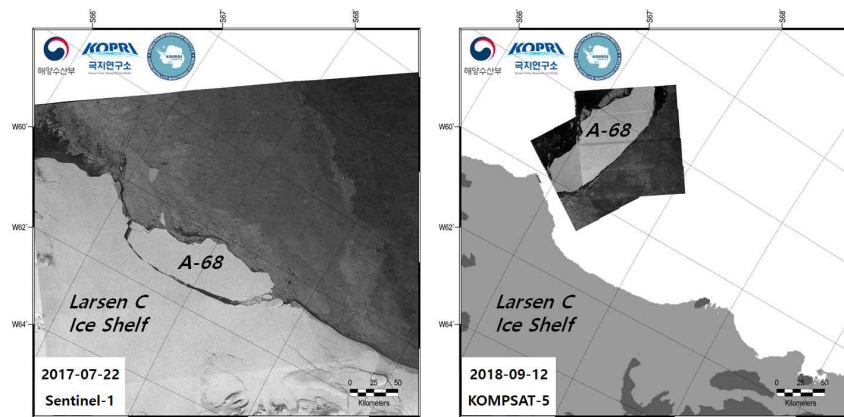 S66°
S67°
S68°
해양수산부
KOPRI
극지연구소
W60°
W62°
W64°
A-68
Larsen C
Ice Shelf
2017-07-22
Sentinel-1
0 25 50
Kilometers
S66°
S67°
S68°
해양수산부
KOPRI
극지연구소
W60°
W62°
W64°
A-68
Larsen C
Ice Shelf
2018-09-12
KOMPSAT-5
0 25 50
Kilometers